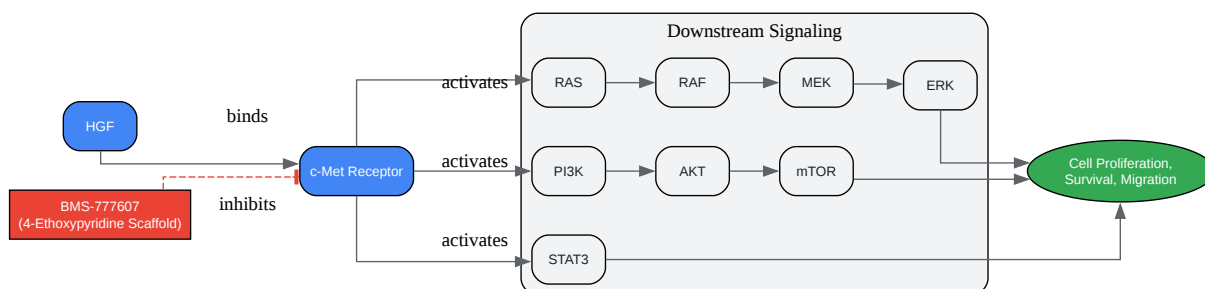 Downstream Signaling
activates
RAS
RAF
MEK
ERK
HGF
binds
c-Met Receptor
activates
PI3K
AKT
mTOR
Cell Proliferation,
Survival, Migration
BMS-777607
(4-Ethoxypyridine Scaffold)
inhibits
activates
STAT3